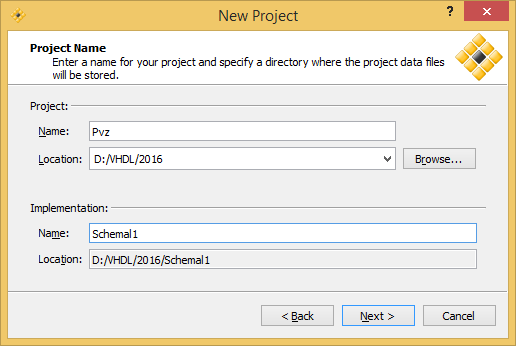 New Project
?
Project Name
Enter a name for your project and specify a directory where the project data files
will be stored.
Project:
Name: Pvz
Location: D:/VHDL/2016 Browse...
Implementation:
Name: Schemal1
Location: D:/VHDL/2016/Schemal1
< Back Next > Cancel